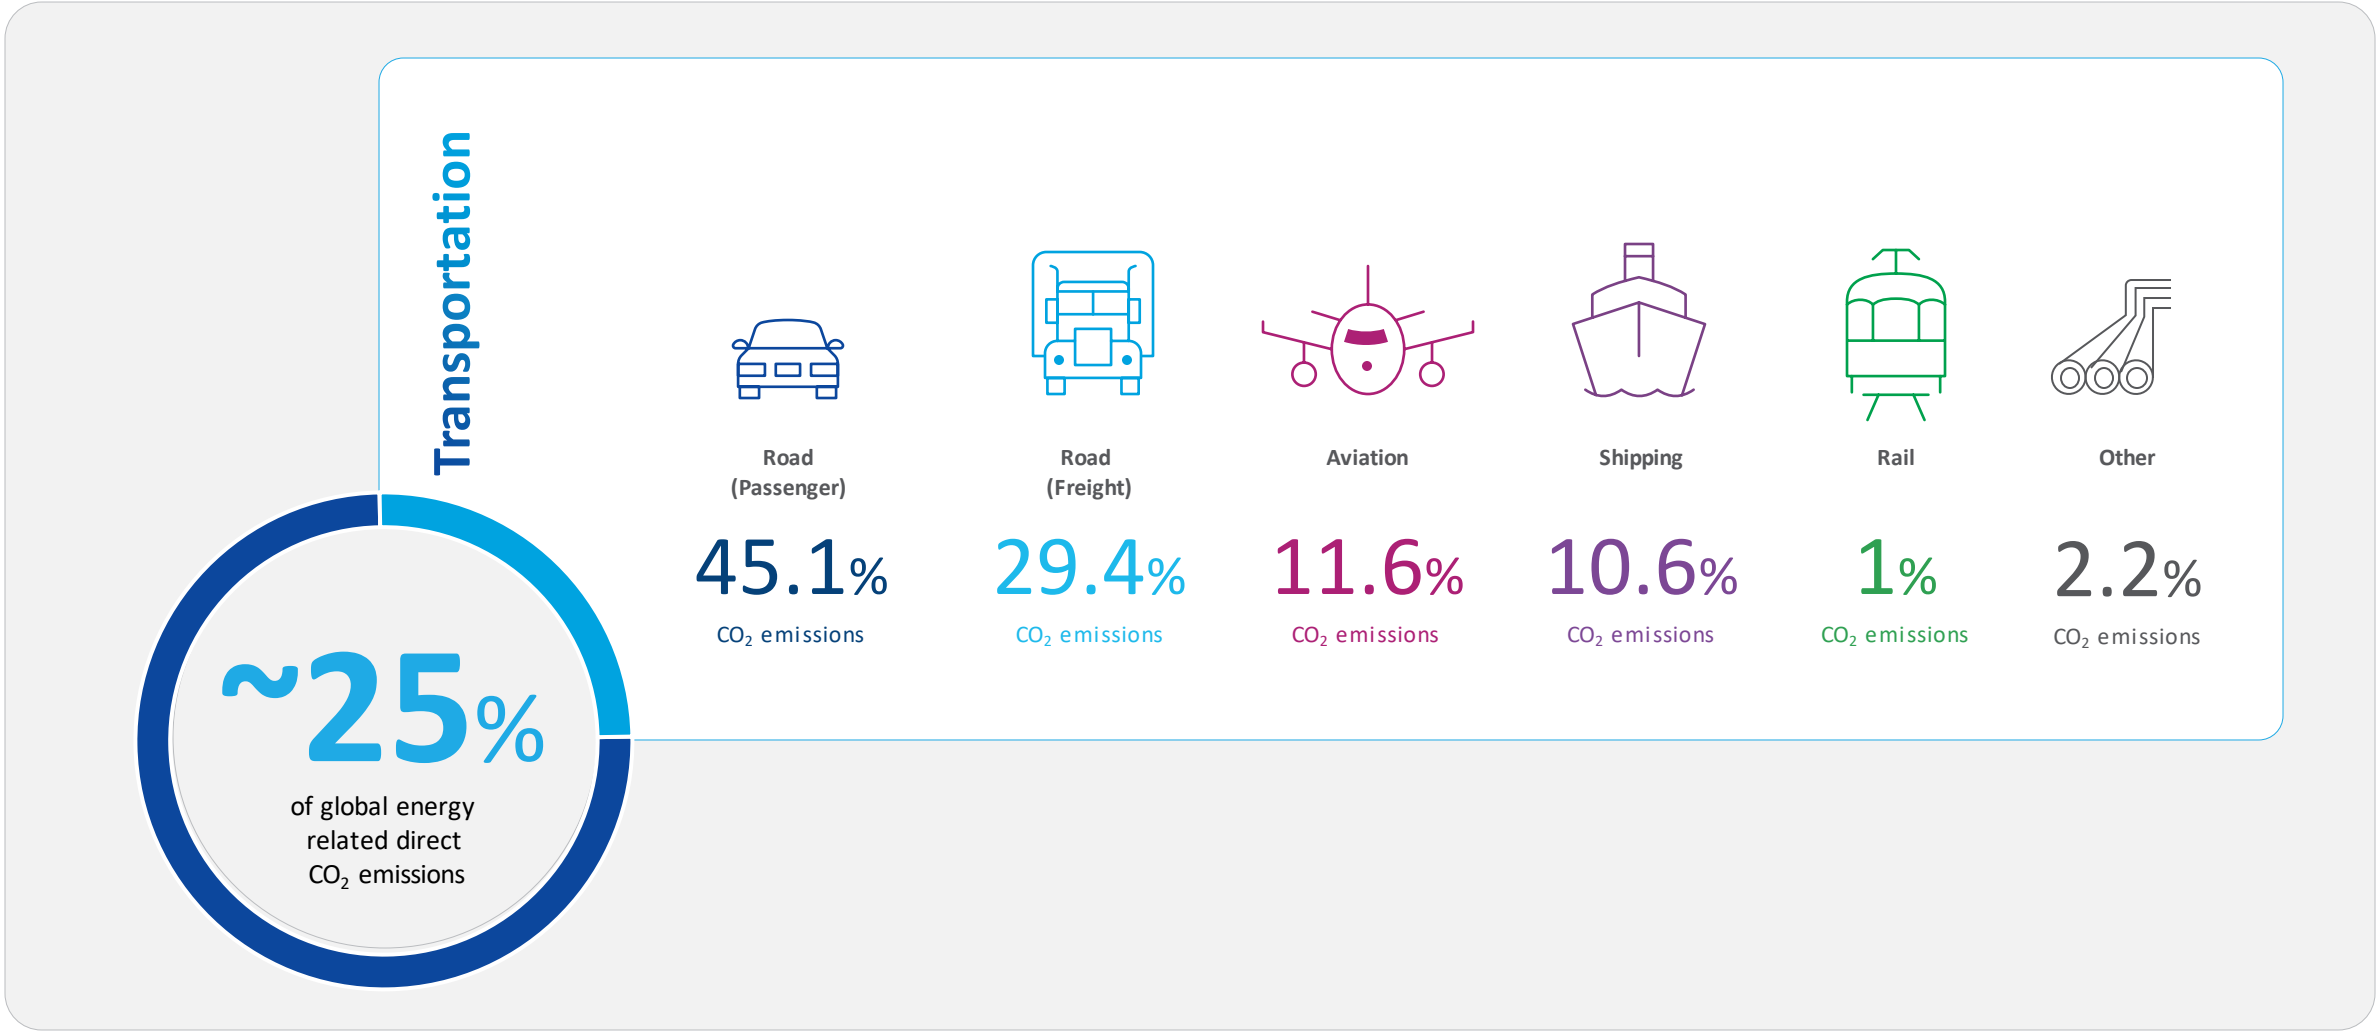 Transportation
Road
(Passenger)
45.1%
CO₂ emissions
Road
(Freight)
29.4%
CO₂ emissions
Aviation
11.6%
CO₂ emissions
Shipping
10.6%
CO₂ emissions
Rail
1%
CO₂ emissions
Other
2.2%
CO₂ emissions
~25%
of global energy
related direct
CO₂ emissions